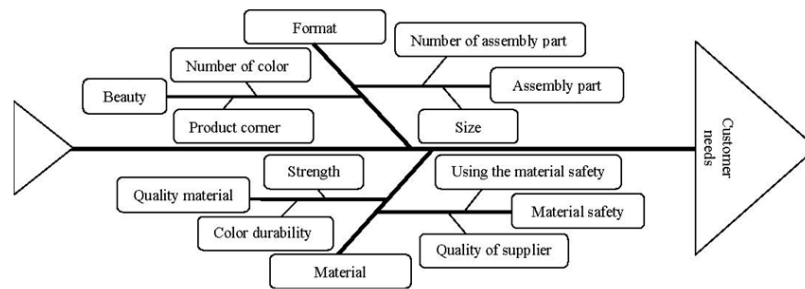 Format
Number of assembly part
Number of color
Assembly part
Beauty
Product corner
Size
Customer
needs
Strength
Using the material safety
Quality material
Material safety
Color durability
Quality of supplier
Material